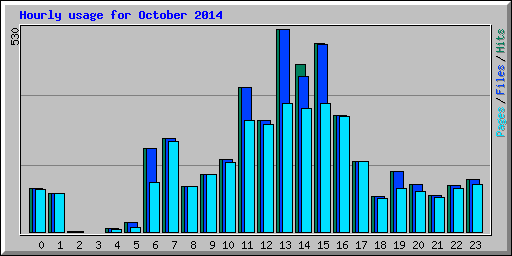 Hourly usage for October 2014
530
Pages / Files / Hits
0 1 2 3 4 5 6 7 8 9 10 11 12 13 14 15 16 17 18 19 20 21 22 23